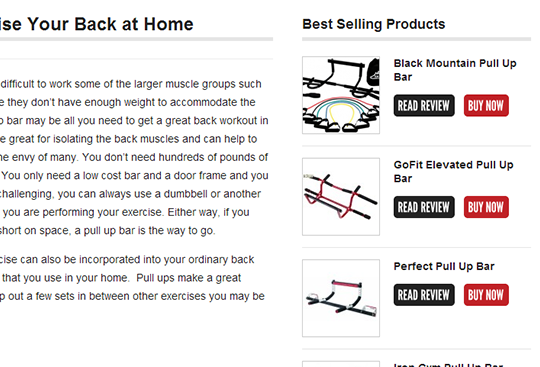 ise Your Back at Home
difficult to work some of the larger muscle groups such
e they don't have enough weight to accommodate the
o bar may be all you need to get a great back workout in
re great for isolating the back muscles and can help to
ne envy of many. You don't need hundreds of pounds of
You only need a low cost bar and a door frame and you
challenging, you can always use a dumbbell or another
you are performing your exercise. Either way, if you
short on space, a pull up bar is the way to go.
cise can also be incorporated into your ordinary back
that you use in your home. Pull ups make a great
p out a few sets in between other exercises you may be
Best Selling Products
Black Mountain Pull Up
Bar
READ REVIEW BUY NOW
GoFit Elevated Pull Up
Bar
READ REVIEW BUY NOW
Perfect Pull Up Bar
READ REVIEW BUY NOW
Iron Gym Pull Up Bar